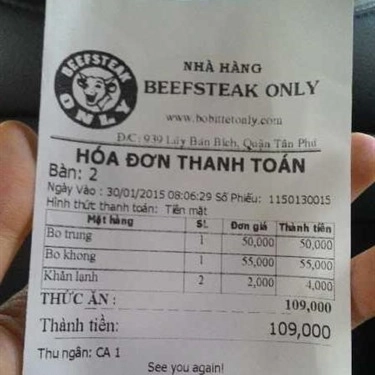 BEEFSTEAK
ONLY
NHÀ HÀNG
BEEFSTEAK ONLY
www.bobittetonly.com
Đ/C: 939 Lũy Bán Bích, Quận Tân Phú
HÓA ĐƠN THANH TOÁN
Bàn: 2
Ngày Vào : 30/01/2015 08:06:29 Số Phiếu: 1150130015
Hình thức thanh toán: Tiền mặt
Mặt hàng SL Đơn giá Thành tiền
Bo trung 1 50,000 50,000
Bo khong 1 55,000 55,000
Khăn lạnh 2 2,000 4,000
THỨC ĂN : 109,000
Thành tiền: 109,000
Thu ngân: CA 1
See you again!